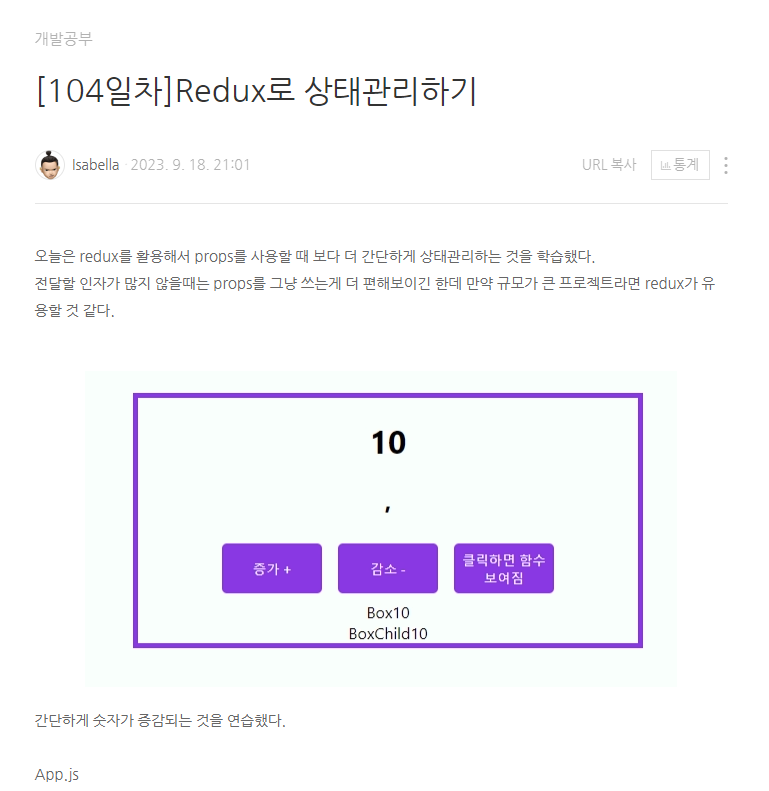 개발공부
[104일차]Redux로 상태관리하기
Isabella · 2023. 9. 18. 21:01
URL 복사
통계
오늘은 redux를 활용해서 props를 사용할 때 보다 더 간단하게 상태관리하는 것을 학습했다.
전달할 인자가 많지 않을때는 props를 그냥 쓰는게 더 편해보이긴 한데 만약 규모가 큰 프로젝트라면 redux가 유
용할 것 같다.
10
,
증가 +
감소 -
클릭하면 함수
보여짐
Box10
BoxChild10
간단하게 숫자가 증감되는 것을 연습했다.
App.js